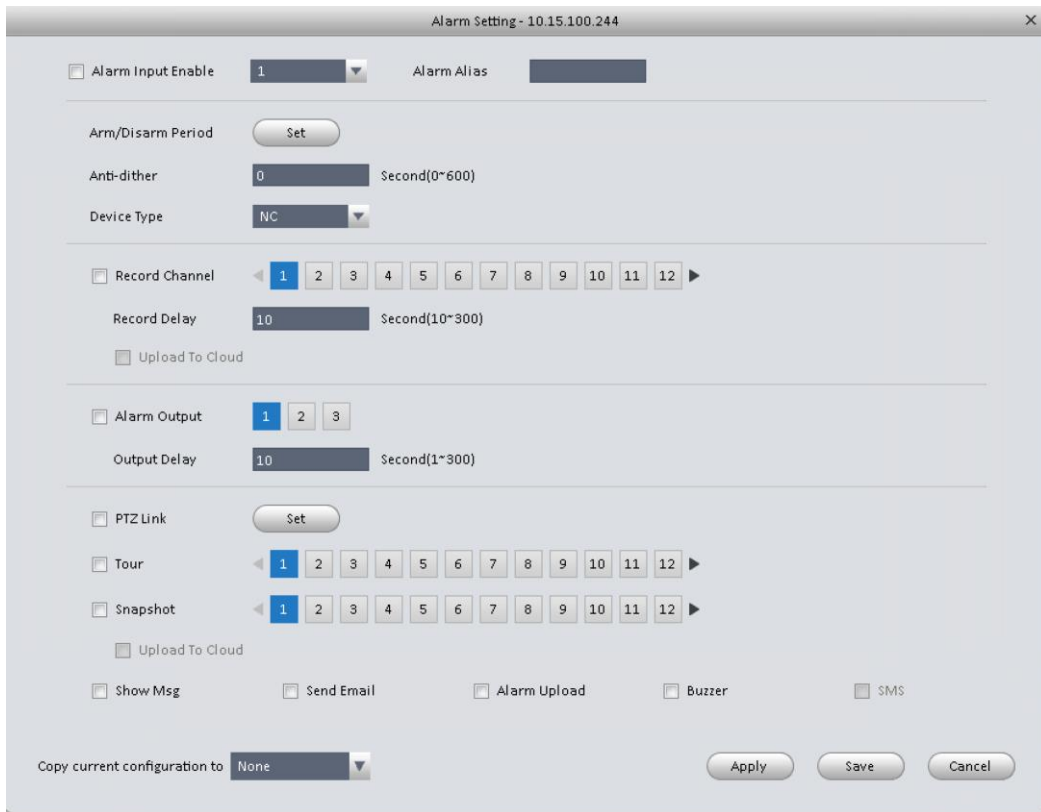 Alarm Setting - 10.15.100.244
Alarm Input Enable 1 Alarm Alias
Arm/Disarm Period Set
Anti-dither 0 Second(0~600)
Device Type NC
Record Channel 1 2 3 4 5 6 7 8 9 10 11 12
Record Delay 10 Second(10~300)
Upload To Cloud
Alarm Output 1 2 3
Output Delay 10 Second(1~300)
PTZ Link Set
Tour 1 2 3 4 5 6 7 8 9 10 11 12
Snapshot 1 2 3 4 5 6 7 8 9 10 11 12
Upload To Cloud
Show Msg Send Email Alarm Upload Buzzer SMS
Copy current configuration to None Apply Save Cancel